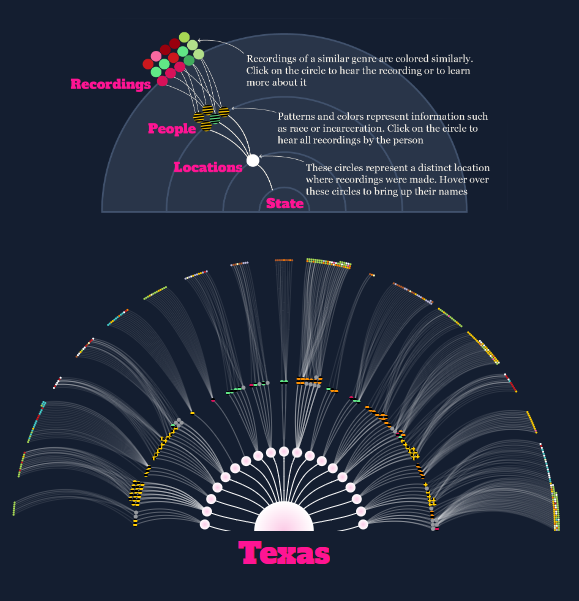 Recordings of a similar genre are colored similarly.
Click on the circle to hear the recording or to learn
more about it
Recordings
Patterns and colors represent information such
as race or incarceration. Click on the circle to
hear all recordings by the person
People
These circles represent a distinct location
where recordings were made. Hover over
these circles to bring up their names
Locations
State
Texas